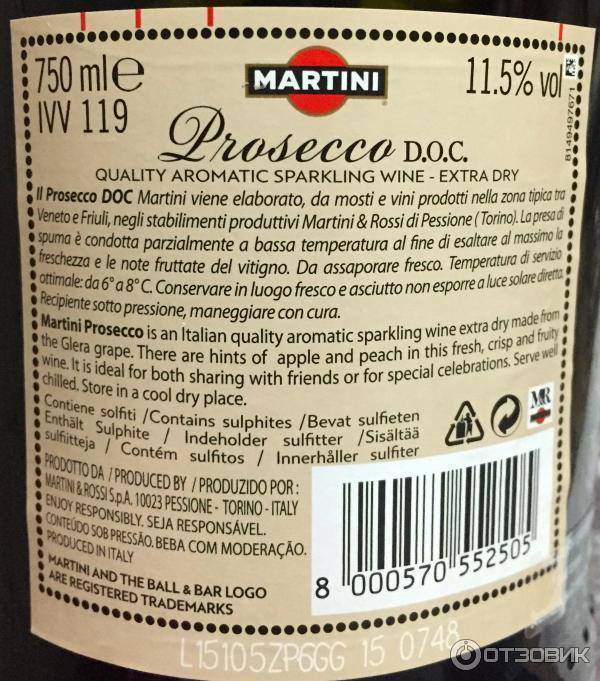 750 ml e
MARTINI
11.5% vol
IVV 119
8149497671
Prosecco D.O.C.
QUALITY AROMATIC SPARKLING WINE - EXTRA DRY
Il Prosecco DOC Martini viene elaborato, da mosti e vini prodotti nella zona tipica tra
Veneto e Friuli, negli stabilimenti produttivi Martini & Rossi di Pessione (Torino). La presa di
spuma è condotta parzialmente a bassa temperatura al fine di esaltare al massimo la
freschezza e le note fruttate del vitigno. Da assaporare fresco. Temperatura di servizio
ottimale: da 6° a 8° C. Conservare in luogo fresco e asciutto non esporre a luce solare diretta.
Recipiente sotto pressione, maneggiare con cura.
Martini Prosecco is an Italian quality aromatic sparkling wine extra dry made from
the Glera grape. There are hints of apple and peach in this fresh, crisp and fruity
wine. It is ideal for both sharing with friends or for special celebrations. Serve well
chilled. Store in a cool dry place.
Contiene solfiti /Contains sulphites /Bevat sulfieten
Enthält Sulphite / Indeholder sulfitter /Sisältää
sulfiitteja / Contém sulfitos / Innerhåller sulfiter
MR
PRODOTTO DA / PRODUCED BY / PRODUZIDO POR :
MARTINI & ROSSI S.p.A. 10023 PESSIONE - TORINO - ITALY
ENJOY RESPONSIBLY. SEJA RESPONSÁVEL.
CONTEÚDO SOB PRESSÃO. BEBA COM MODERAÇÃO.
PRODUCED IN ITALY
MARTINI AND THE BALL & BAR LOGO
ARE REGISTERED TRADEMARKS
8 000570 552505
L15105ZP6GG 15 0748
ОТЗОВИК